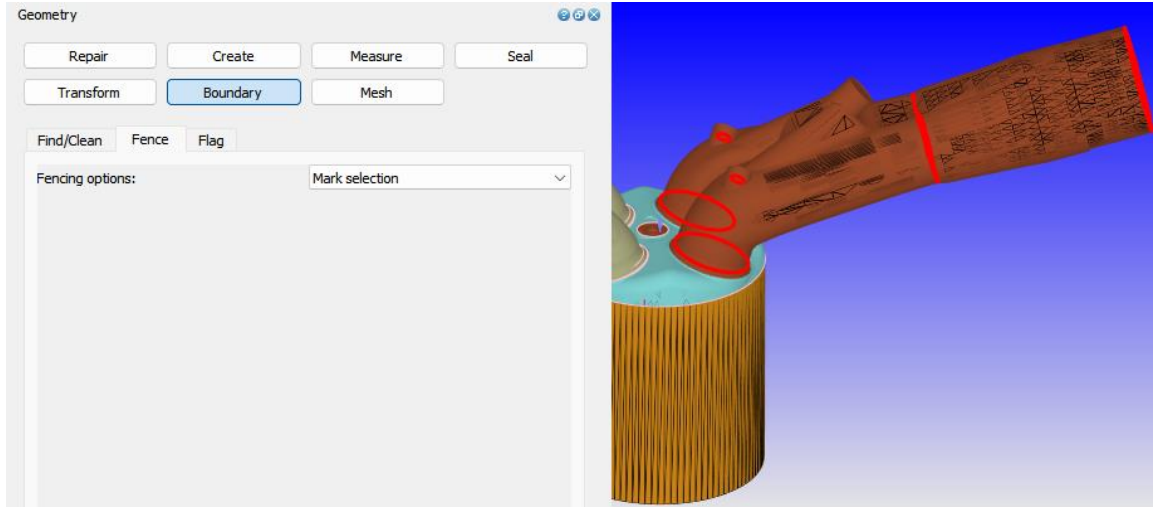 Geometry
Repair Create Measure Seal
Transform Boundary Mesh
Find/Clean Fence Flag
Fencing options: Mark selection